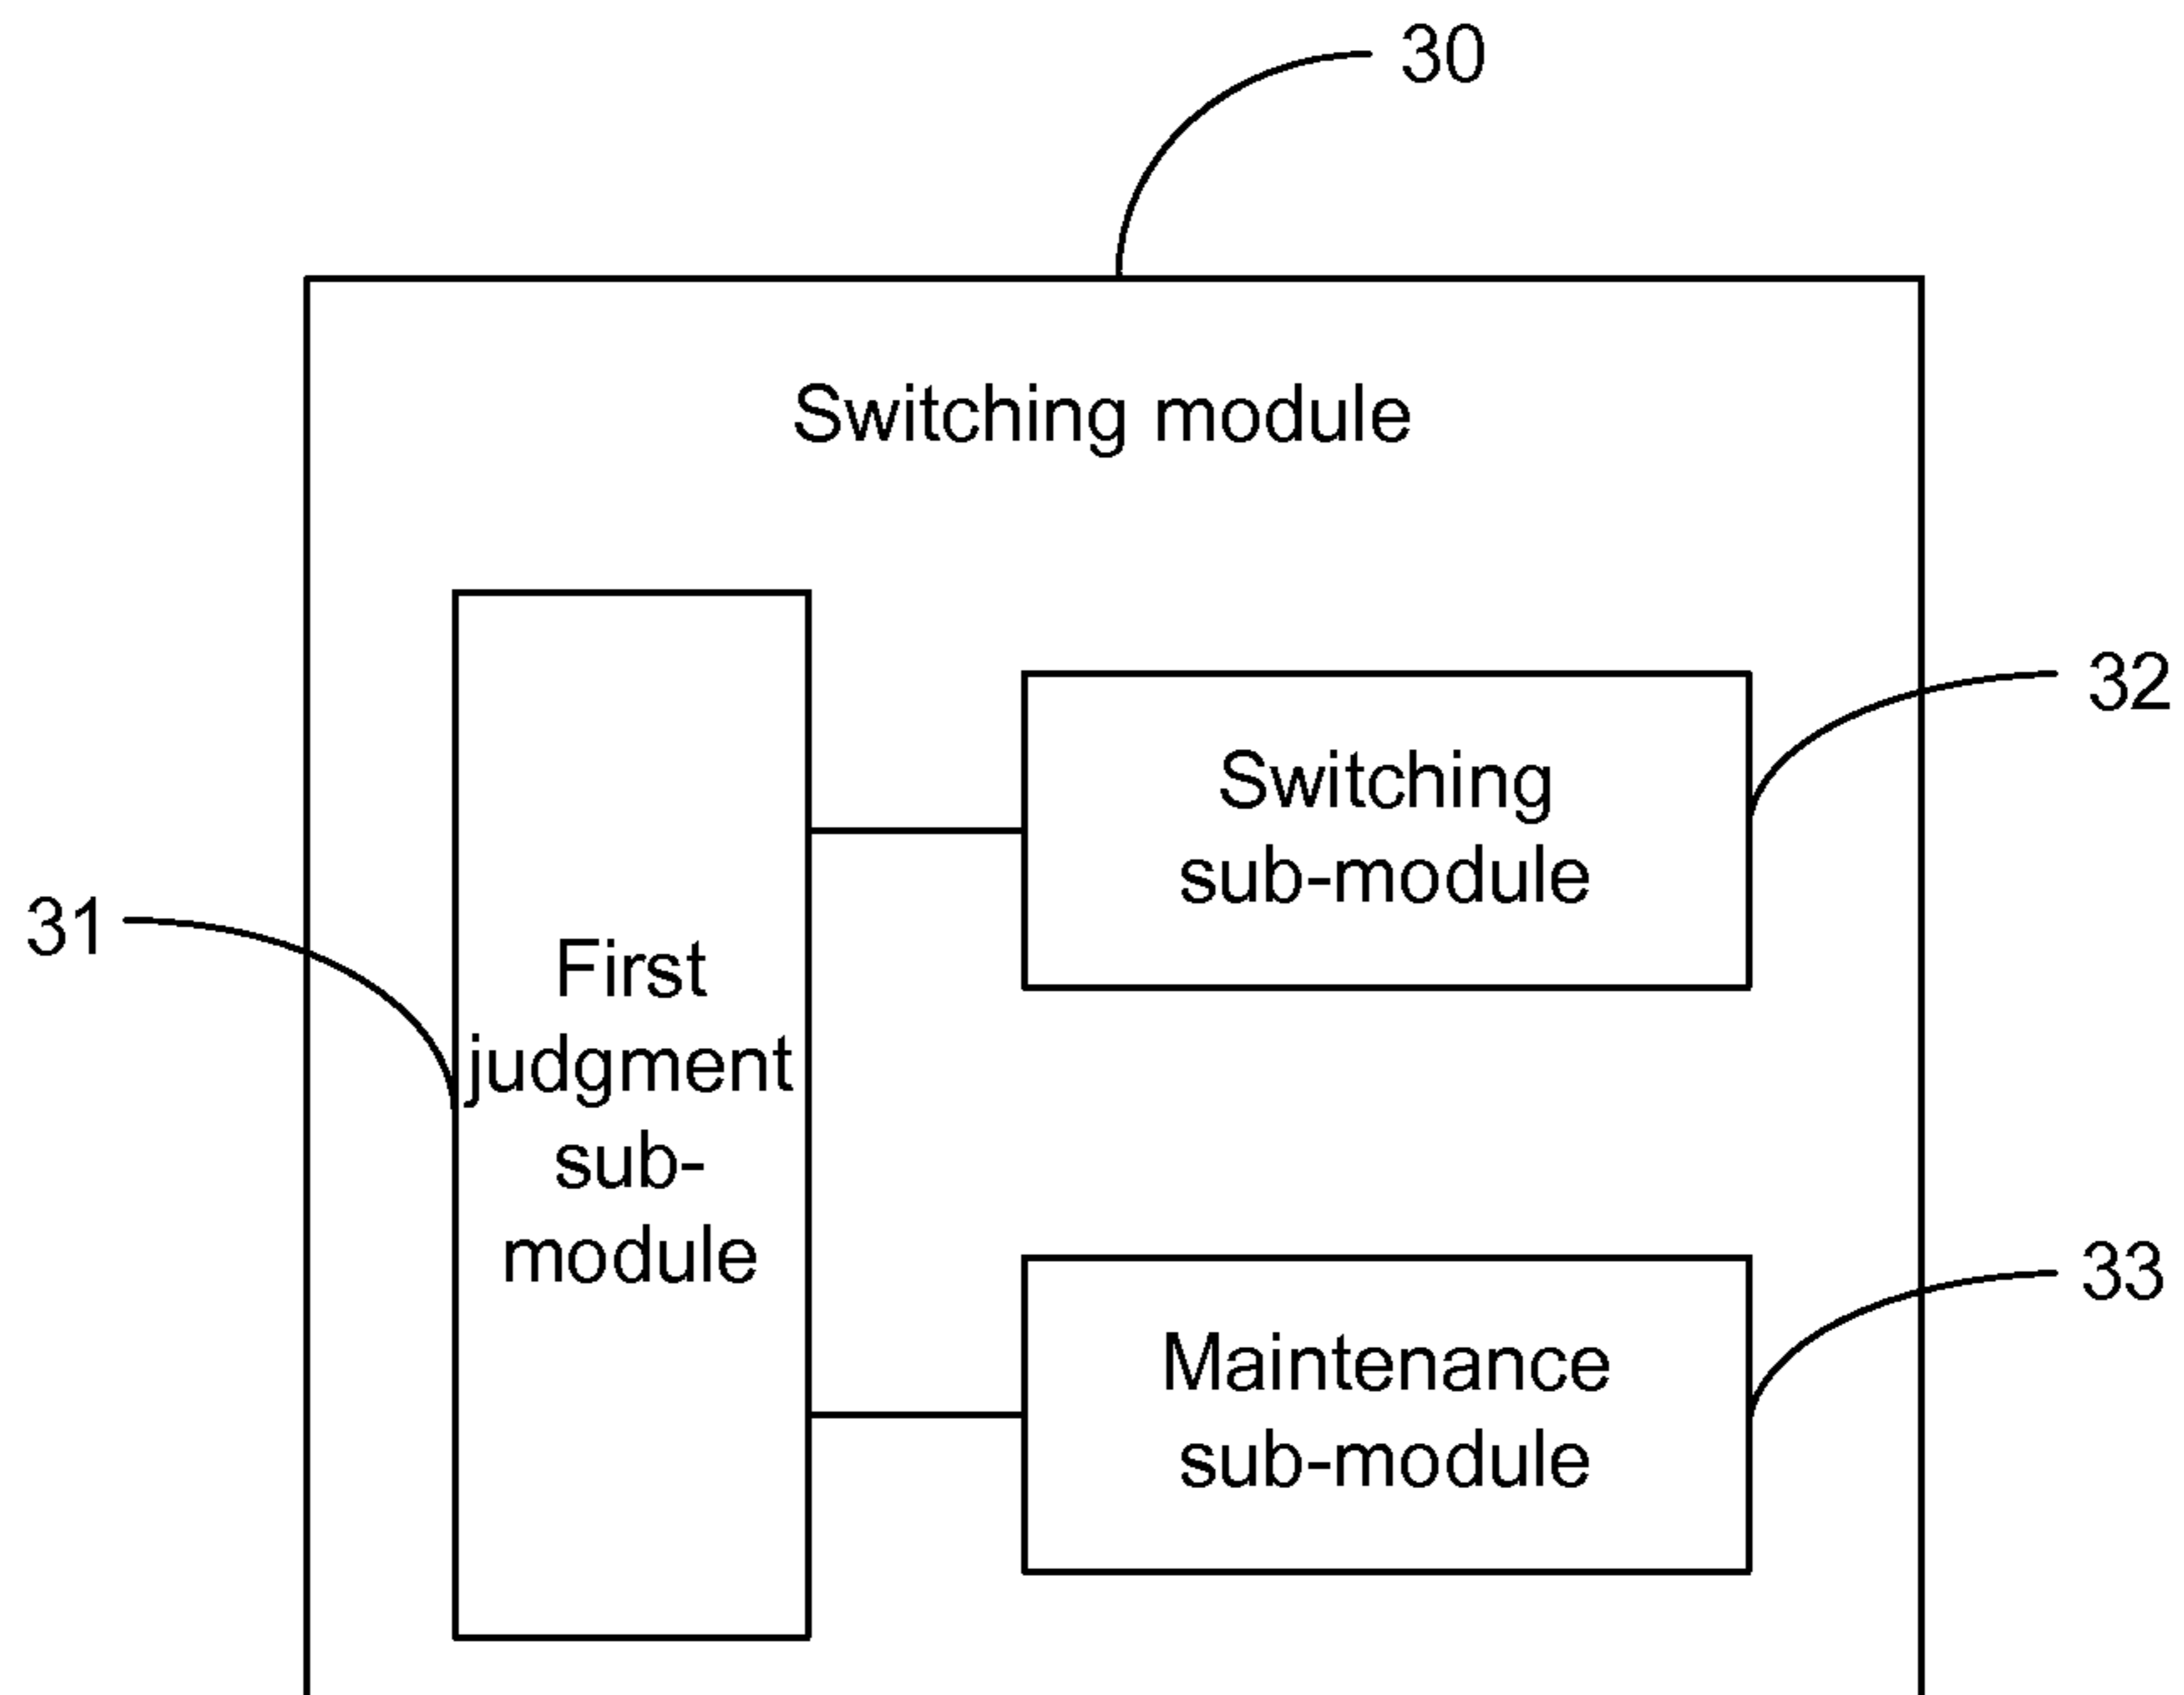 30
Switching module
32
Switching
sub-module
31
First
judgment
sub-
module
33
Maintenance
sub-module